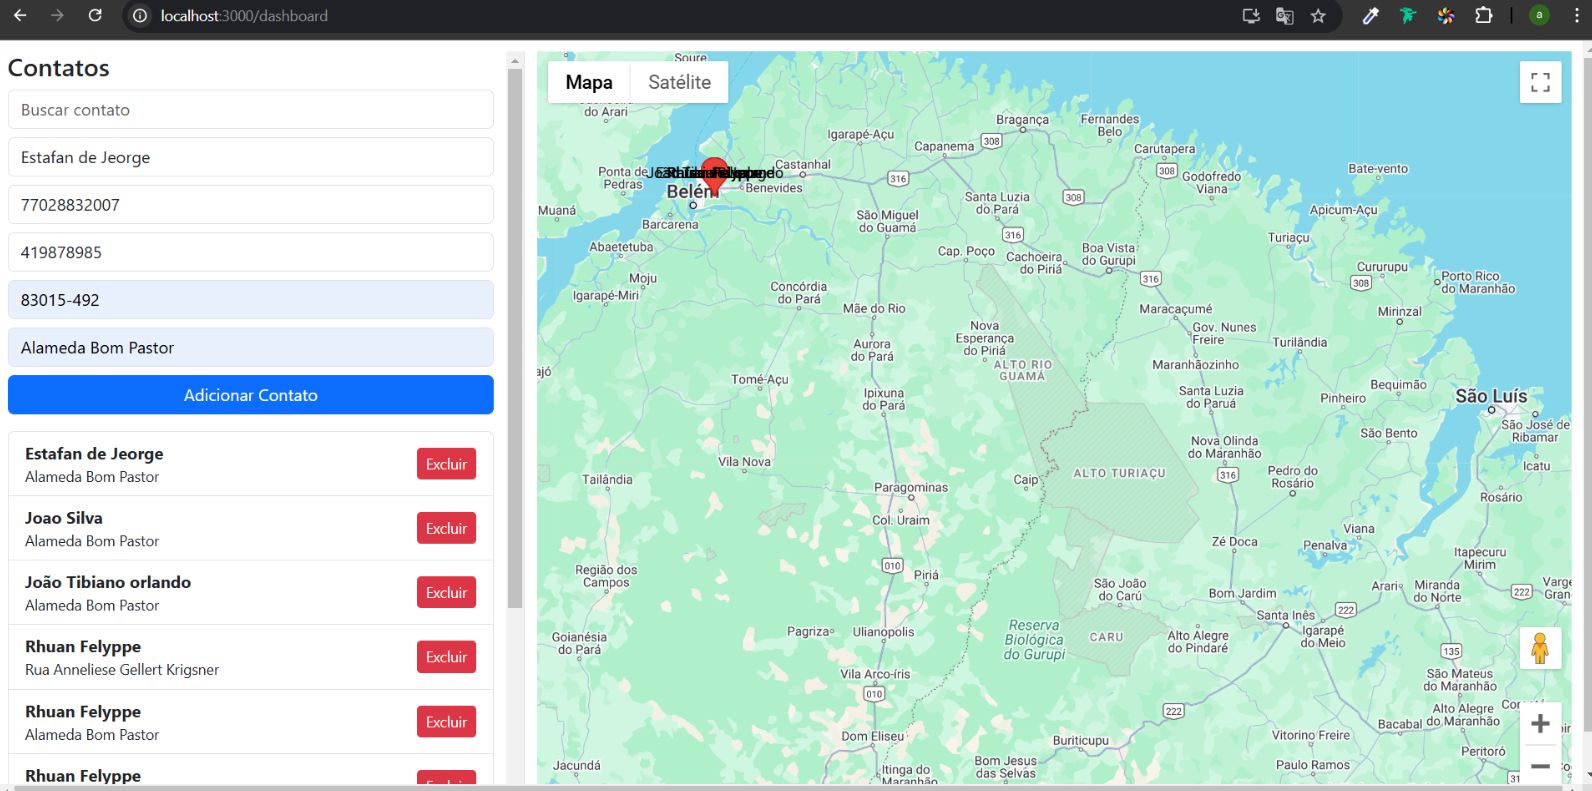 localhost:3000/dashboard
a
Contatos
Buscar contato
Estafan de Jeorge
77028832007
419878985
83015-492
Alameda Bom Pastor
Adicionar Contato
Estafan de Jeorge
Alameda Bom Pastor
Excluir
Joao Silva
Alameda Bom Pastor
Excluir
João Tibiano orlando
Alameda Bom Pastor
Excluir
Rhuan Felyppe
Rua Anneliese Gellert Krigsner
Excluir
Rhuan Felyppe
Alameda Bom Pastor
Excluir
Rhuan Felyppe
Excluir
Mapa
Satélite
Soure
do Arari
Bragança
Fernandes
Belo
Igarapé-Açu
308
Capanema
Carutapera
Castanhal
Ponta de
Pedras
316
308
Godofredo
Viana
Bate-vento
Belém
Benevides
Muaná
Santa Luzia
do Pará
308
São Miguel
do Guamá
Apicum-Açu
Barcarena
316
Turiaçu
Abaetetuba
Cap. Poço
Cachoeira
do Piriá
Boa Vista
do Gurupi
Moju
316
Cururupu
308
Porto Rico
do Maranhão
Igarapé-Miri
Concórdia
do Pará
Mãe do Rio
Maracaçumé
Mirinzal
Nova
Esperança
do Piriá
Gov. Nunes
Freire
Aurora
do Pará
Turilândia
ALTO RIO
GUAMÁ
Maranhãozinho
Tomé-Açu
Ipixuna
do Pará
Santa Luzia
do Paruá
Bequimão
Pinheiro
São Luís
São José de
Ribamar
São Bento
Nova Olinda
do Maranhão
Vila Nova
ALTO TURIAÇU
316
Pedro do
Rosário
Icatu
Tailândia
Paragominas
Caip
Rosário
Col. Uraim
Viana
Zé Doca
Penalva
Itapecuru
Mirim
Região dos
Campos
010
Piriá
São João
do Carú
Bom Jardim
Arari
Miranda
do Norte
222
Santa Inês
222
Goianésia
do Pará
Pagriza
Ulianopolis
Reserva
Biológica
do Gurupi
CARU
Alto Alegre
do Pindaré
Igarapé
do Meio
135
Vila Arco-íris
010
São Mateus
do Maranhão
222
Alto Alegre
do Maranhão
Bacabal
Dom Eliseu
Buriticupu
Vitorino Freire
Peritoró
Jacundá
Itinga do
Maranhão
Bom Jesus
das Selvas
Paulo Ramos